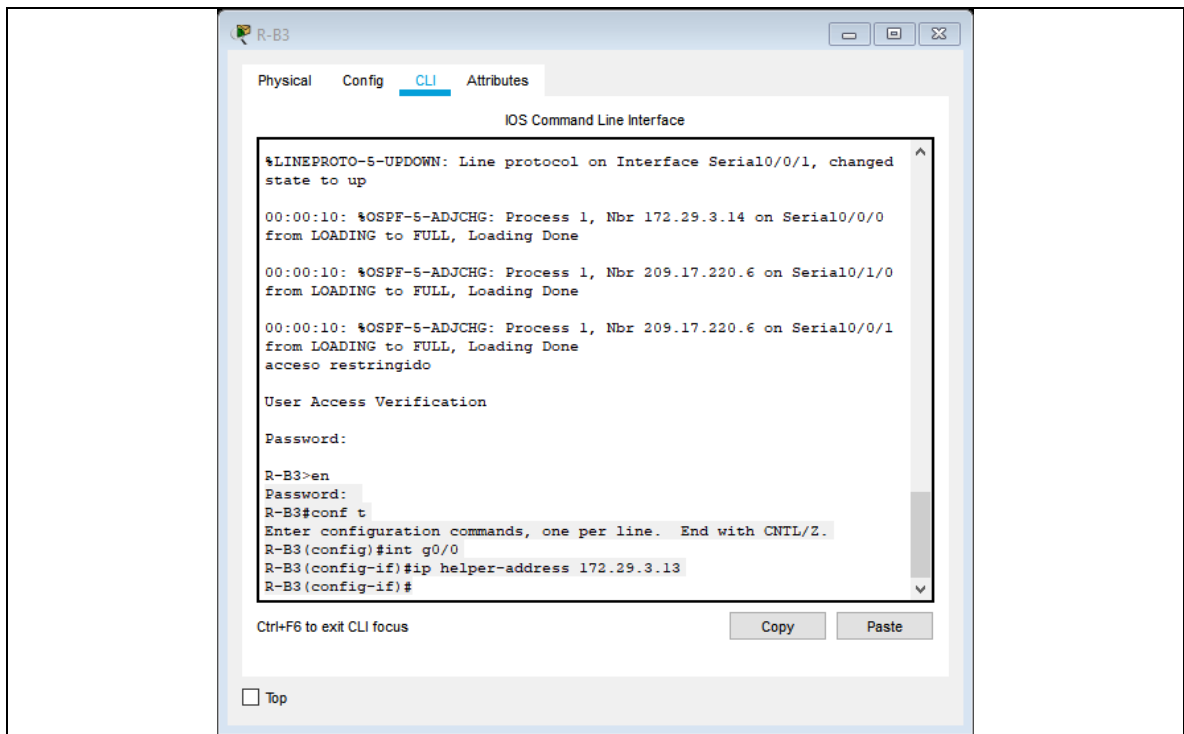 R-B3
Physical Config CLI Attributes
IOS Command Line Interface
%LINEPROTO-5-UPDOWN: Line protocol on Interface Serial0/0/1, changed
state to up
00:00:10: %OSPF-5-ADJCHG: Process 1, Nbr 172.29.3.14 on Serial0/0/0
from LOADING to FULL, Loading Done
00:00:10: %OSPF-5-ADJCHG: Process 1, Nbr 209.17.220.6 on Serial0/1/0
from LOADING to FULL, Loading Done
00:00:10: %OSPF-5-ADJCHG: Process 1, Nbr 209.17.220.6 on Serial0/0/1
from LOADING to FULL, Loading Done
acceso restringido
User Access Verification
Password:
R-B3>en
Password:
R-B3#conf t
Enter configuration commands, one per line.  End with CNTL/Z.
R-B3(config)#int g0/0
R-B3(config-if)#ip helper-address 172.29.3.13
R-B3(config-if)#
Ctrl+F6 to exit CLI focus
Copy Paste
Top